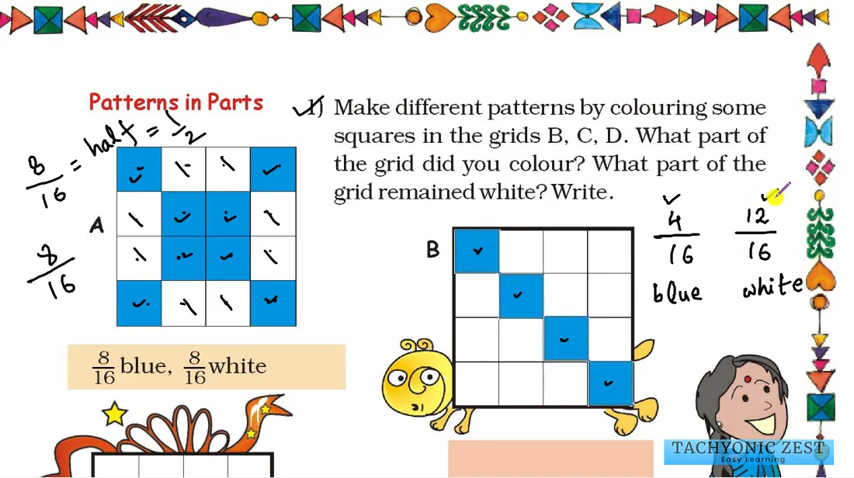 Patterns in Parts
8/16 = half = 1/2
A
8/16
8/16 blue, 8/16 white
1) Make different patterns by colouring some
squares in the grids B, C, D. What part of
the grid did you colour? What part of the
grid remained white? Write.
B
4/16 12/16
blue white
TACHYONIC ZEST
Easy Learning